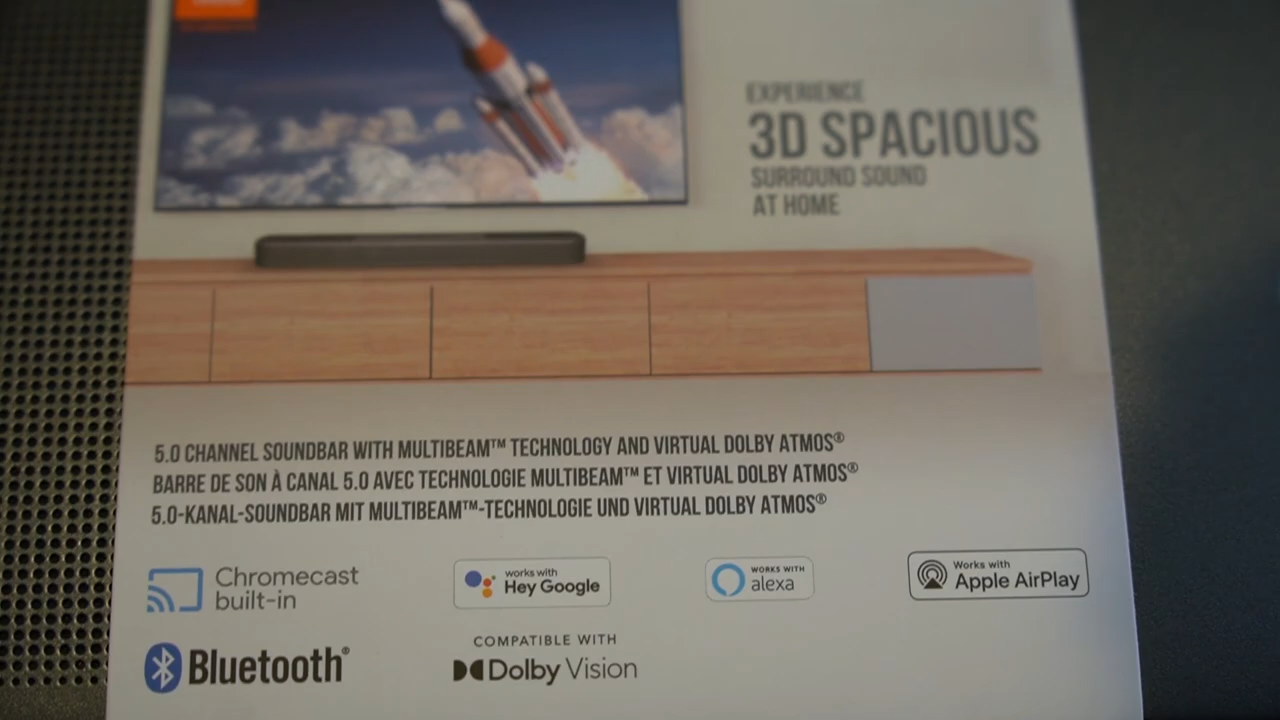 EXPERIENCE
3D SPACIOUS
SURROUND SOUND
AT HOME
5.0 CHANNEL SOUNDBAR WITH MULTIBEAM™ TECHNOLOGY AND VIRTUAL DOLBY ATMOS®
BARRE DE SON À CANAL 5.0 AVEC TECHNOLOGIE MULTIBEAM™ ET VIRTUAL DOLBY ATMOS®
5.0-KANAL-SOUNDBAR MIT MULTIBEAM™-TECHNOLOGIE UND VIRTUAL DOLBY ATMOS®
Chromecast
built-in
works with
Hey Google
WORKS WITH
alexa
Works with
Apple AirPlay
Bluetooth®
COMPATIBLE WITH
Dolby Vision